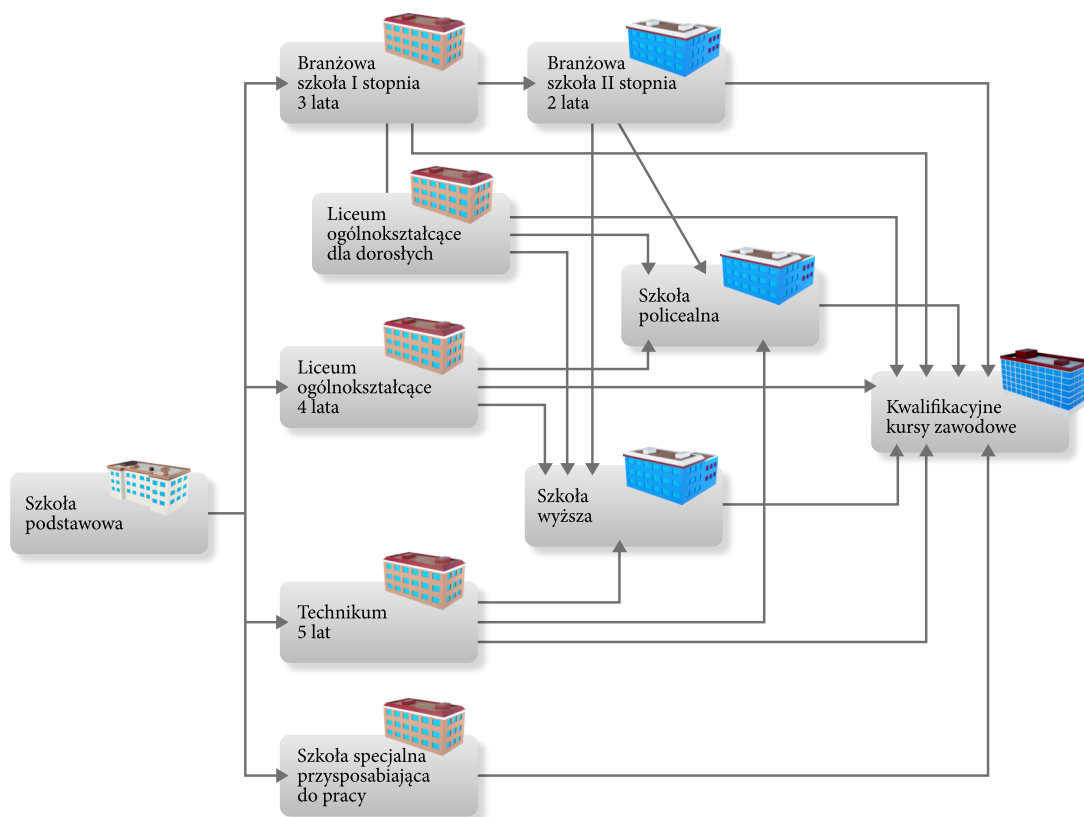 Branżowa
szkoła I stopnia
3 lata
Branżowa
szkoła II stopnia
2 lata
Liceum
ogólnokształcące
dla dorosłych
Szkoła
policealna
Liceum
ogólnokształcące
4 lata
Kwalifikacyjne
kursy zawodowe
Szkoła
podstawowa
Szkoła
wyższa
Technikum
5 lat
Szkoła specjalna
przysposabiająca
do pracy